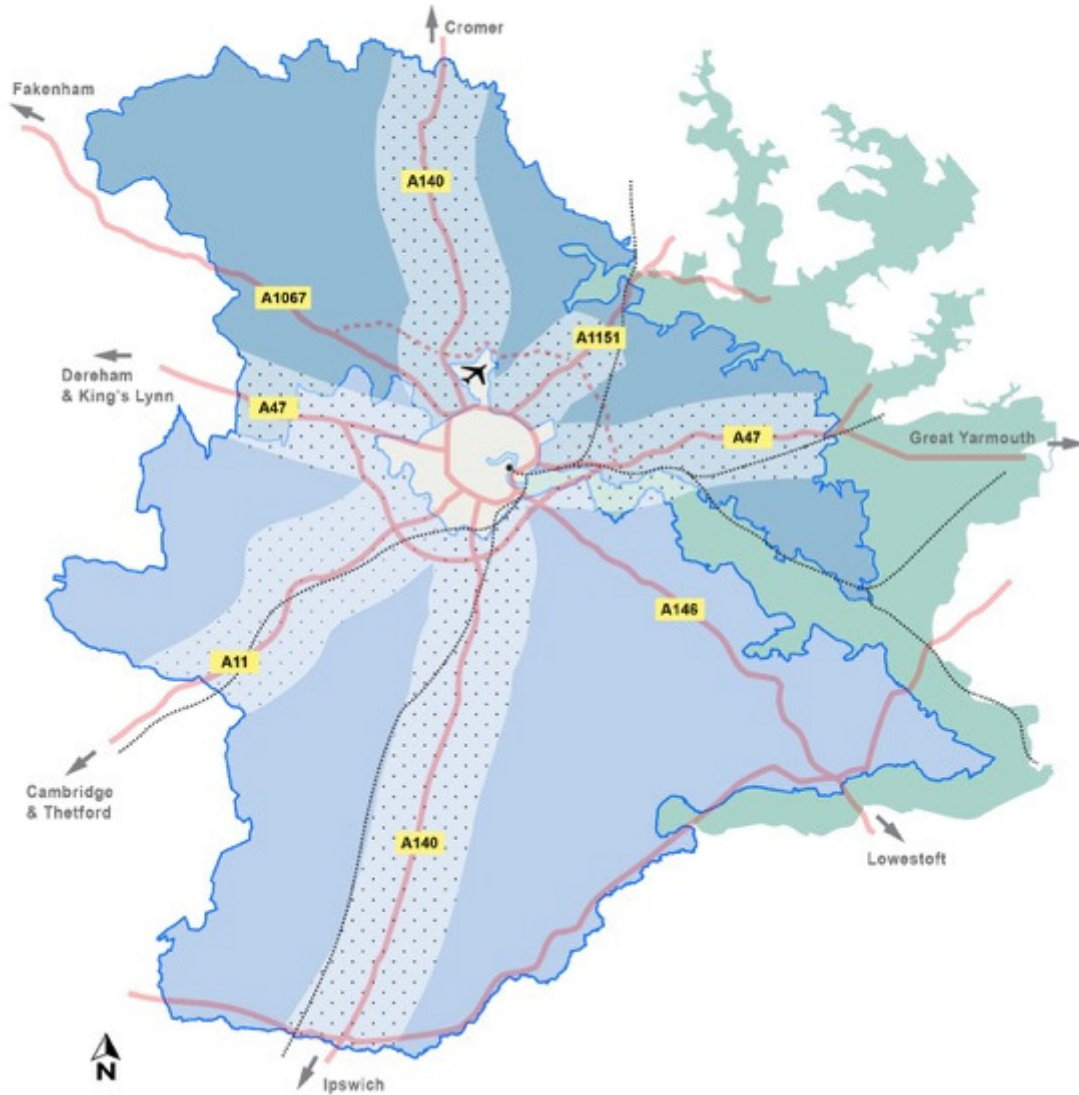 Cromer
Fakenham
A140
A1067
A1151
Dereham
& King's Lynn
A47
A47
Great Yarmouth
A146
A11
Cambridge
& Thetford
A140
Lowestoft
N
Ipswich